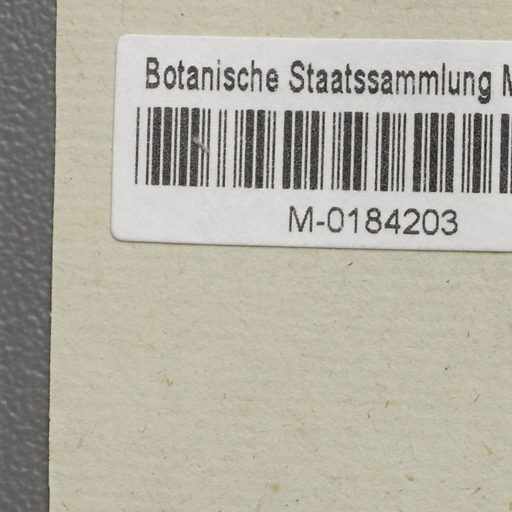 Botanische Staatssammlung M
M-0184203